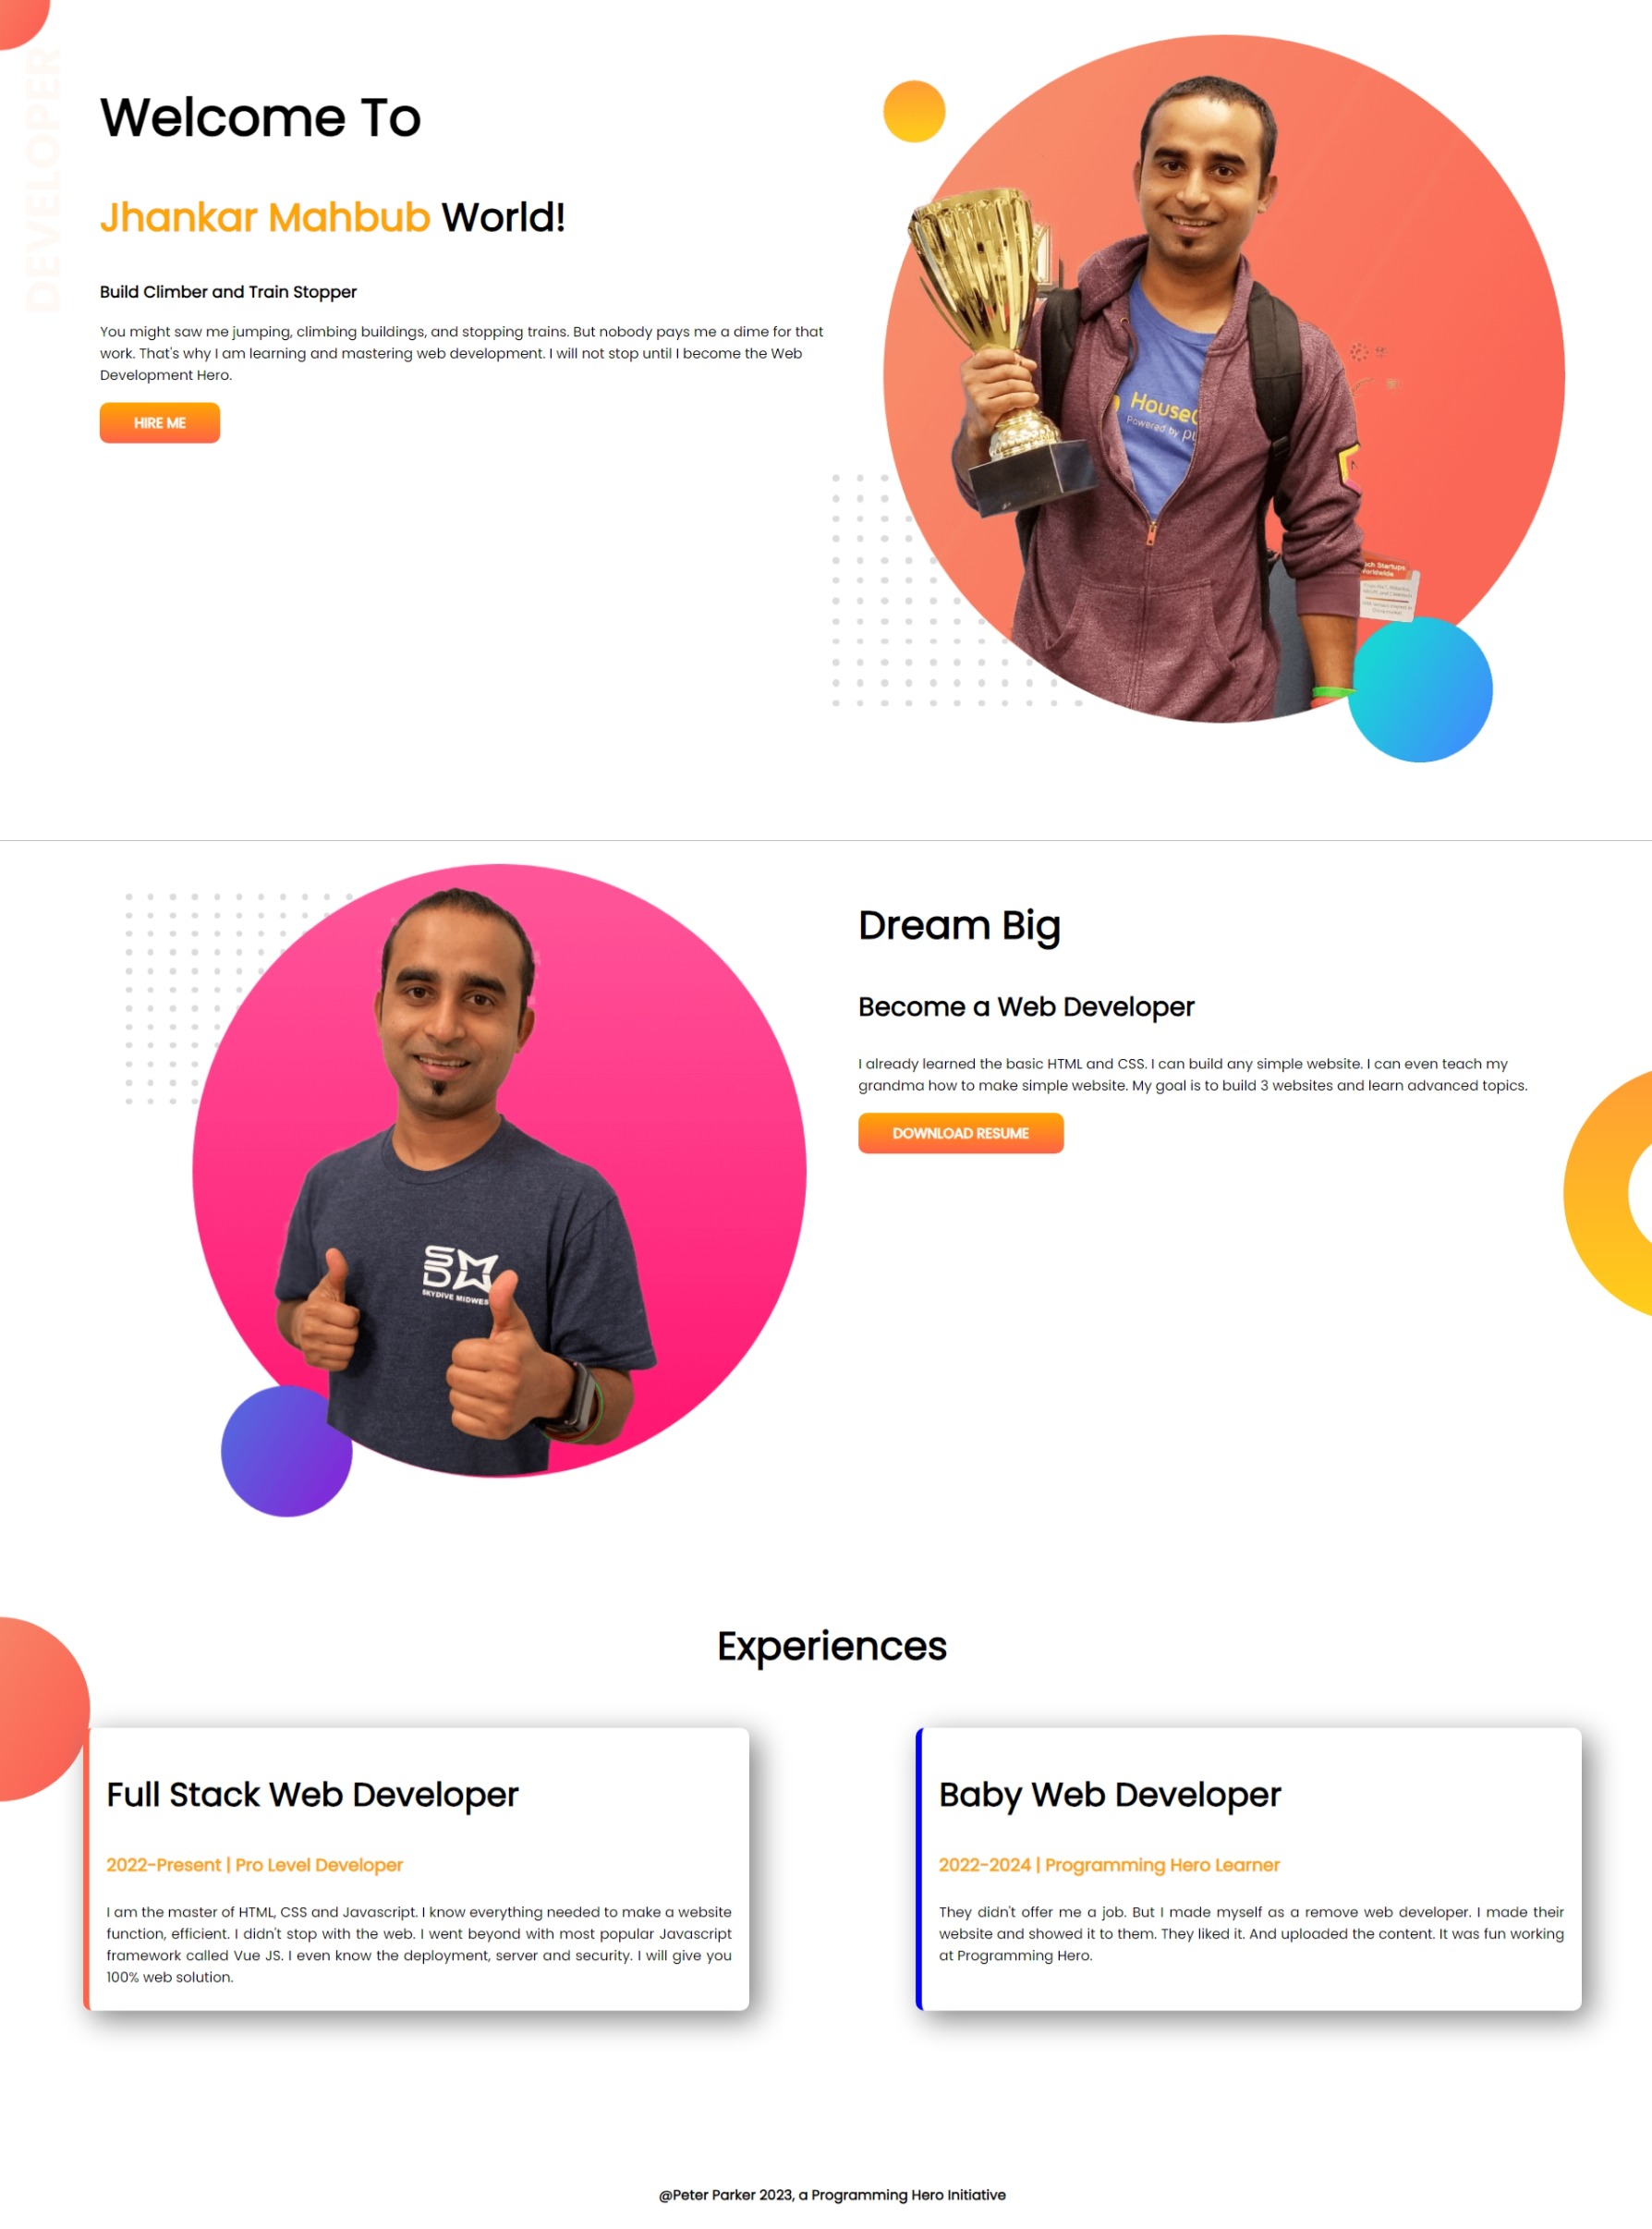 DEVELOPER
Welcome To
Jhankar Mahbub World!
Build Climber and Train Stopper
You might saw me jumping, climbing buildings, and stopping trains. But nobody pays me a dime for that
work. That's why I am learning and mastering web development. I will not stop until I become the Web
Development Hero.
HIRE ME
House
Powered by
Tech Startups
Worldwide
Dream Big
Become a Web Developer
I already learned the basic HTML and CSS. I can build any simple website. I can even teach my
grandma how to make simple website. My goal is to build 3 websites and learn advanced topics.
DOWNLOAD RESUME
SKYDIVE MIDWES
Experiences
Full Stack Web Developer
2022-Present | Pro Level Developer
I am the master of HTML, CSS and Javascript. I know everything needed to make a website
function, efficient. I didn't stop with the web. I went beyond with most popular Javascript
framework called Vue JS. I even know the deployment, server and security. I will give you
100% web solution.
Baby Web Developer
2022-2024 | Programming Hero Learner
They didn't offer me a job. But I made myself as a remove web developer. I made their
website and showed it to them. They liked it. And uploaded the content. It was fun working
at Programming Hero.
@Peter Parker 2023, a Programming Hero Initiative